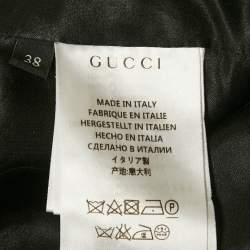 38
GUCCI
MADE IN ITALY
FABRIQUE EN ITALIE
HERGESTELLT IN ITALIEN
HECHO EN ITALIA
СДЕЛАНО В ИТАЛИИ
イタリア製
产地:意大利